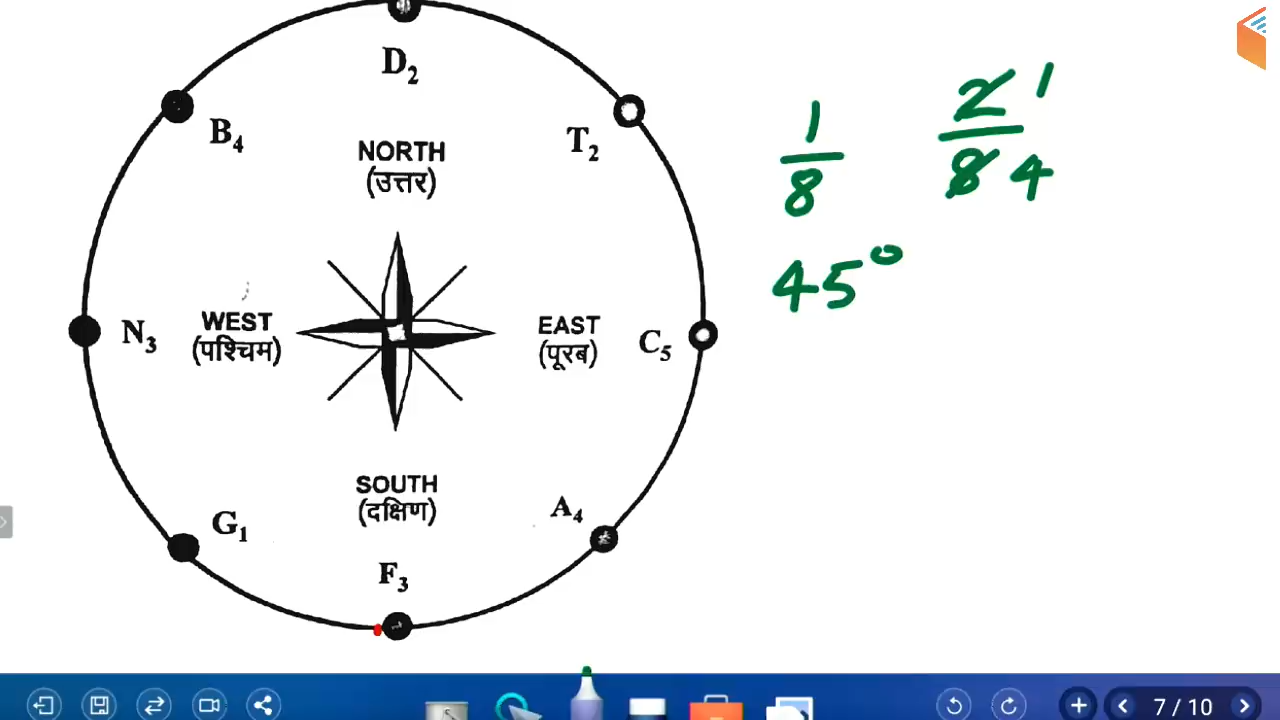 D₂
B₄
T₂
NORTH
(उत्तर)
1/8
2/8 1/4
45°
N₃
WEST
(पश्चिम)
EAST
(पूरब)
C₅
SOUTH
(दक्षिण)
G₁
A₄
F₃
7 / 10